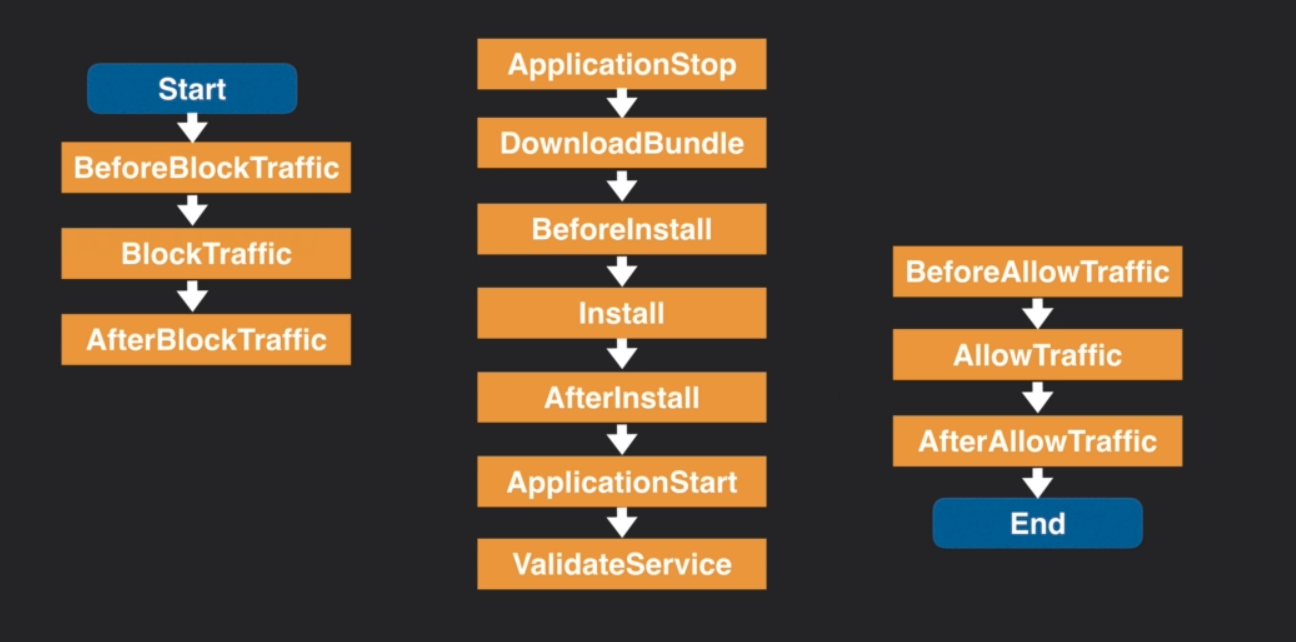 Start
BeforeBlockTraffic
BlockTraffic
AfterBlockTraffic
ApplicationStop
DownloadBundle
BeforeInstall
Install
AfterInstall
ApplicationStart
ValidateService
BeforeAllowTraffic
AllowTraffic
AfterAllowTraffic
End